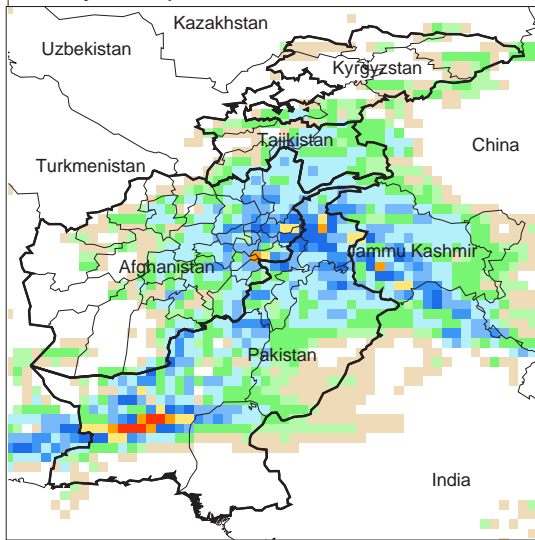 Kazakhstan
Uzbekistan
Kyrgyzstan
Tajikistan
China
Turkmenistan
Jammu Kashmir
Afghanistan
Pakistan
India